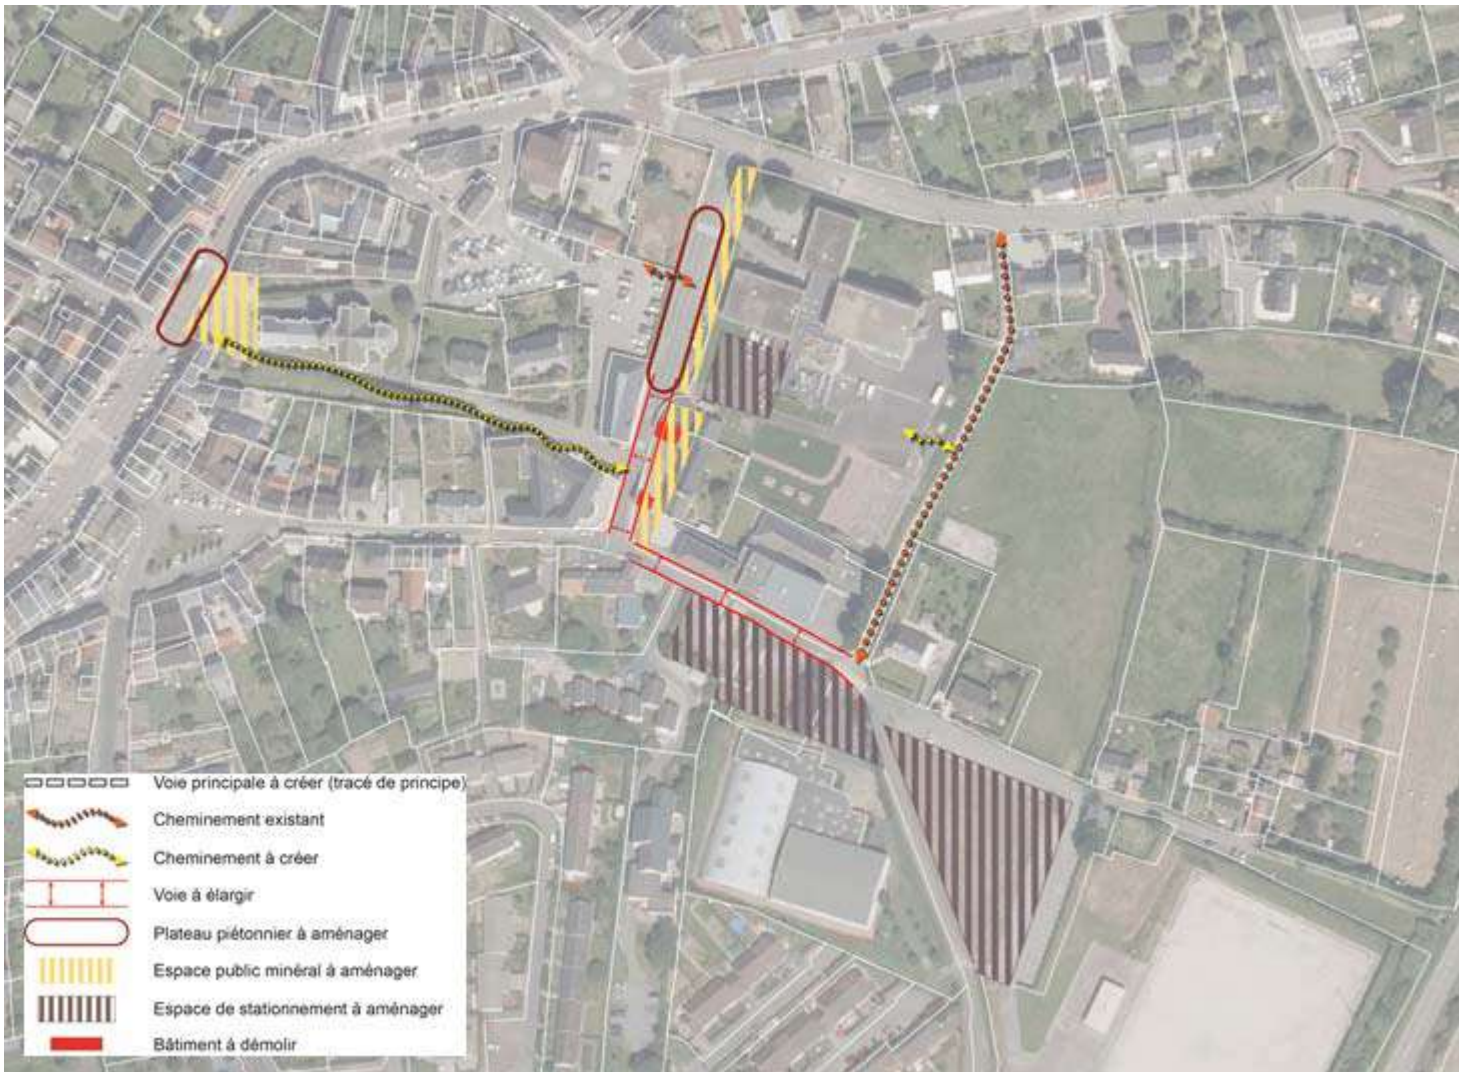 Voie principale à créer (tracé de principe)
Cheminement existant
Cheminement à créer
Voie à èlargir
Plateau piétonnier à aménager
Espace public minéral à aménager
Espace de stationnement à aménager
Bâtiment à démolir